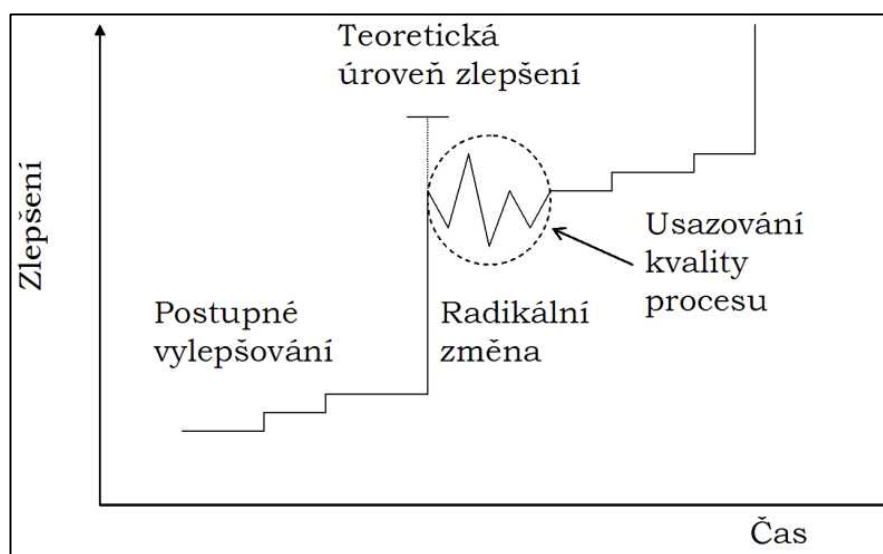 Teoretická
úroveň zlepšení
Zlepšení
Usazování
kvality
procesu
Postupné
vylepšování
Radikální
změna
Čas